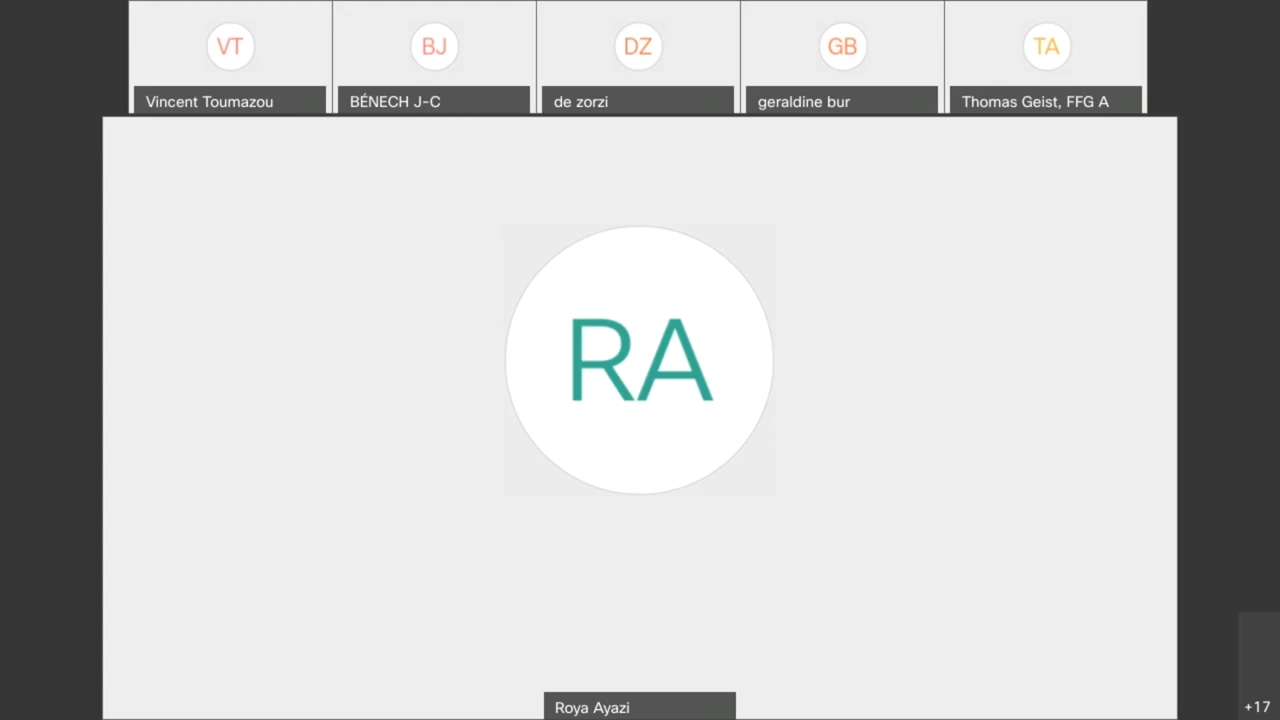 VT
BJ
DZ
GB
TA
Vincent Toumazou
BÉNECH J-C
de zorzi
geraldine bur
Thomas Geist, FFG A
RA
Roya Ayazi
+17